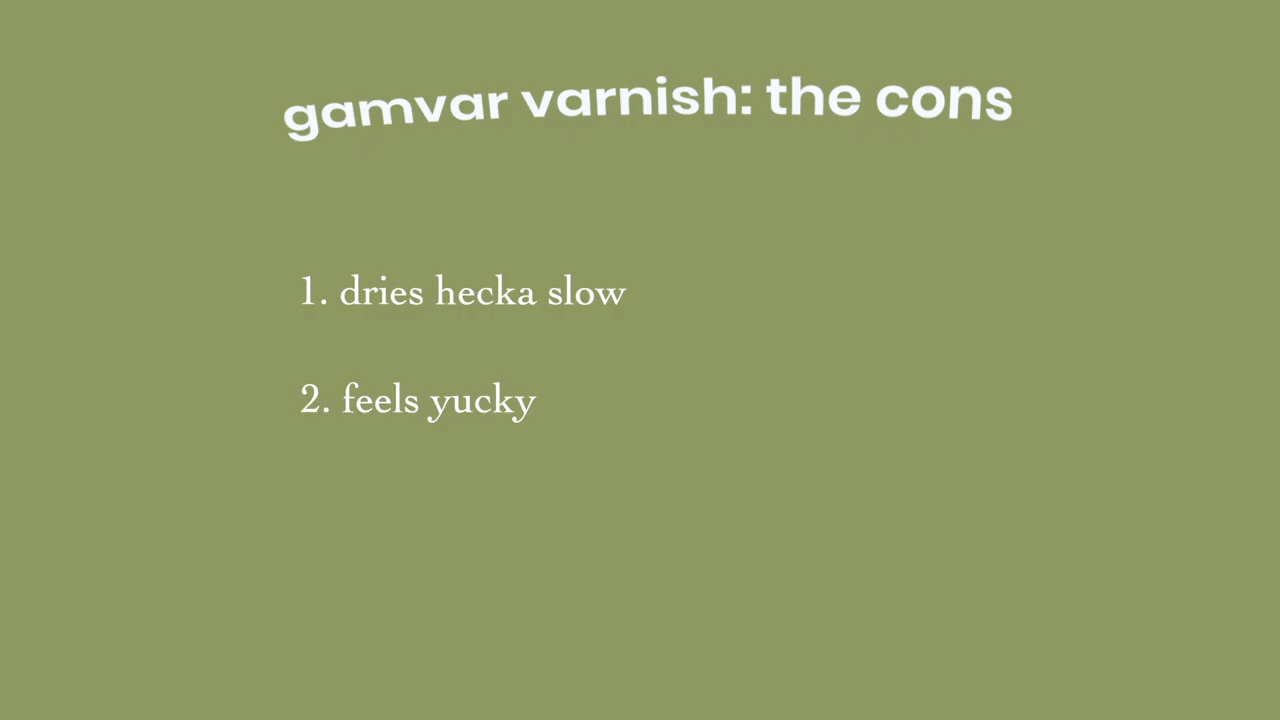 gamvar varnish: the cons
1. dries hecka slow
2. feels yucky